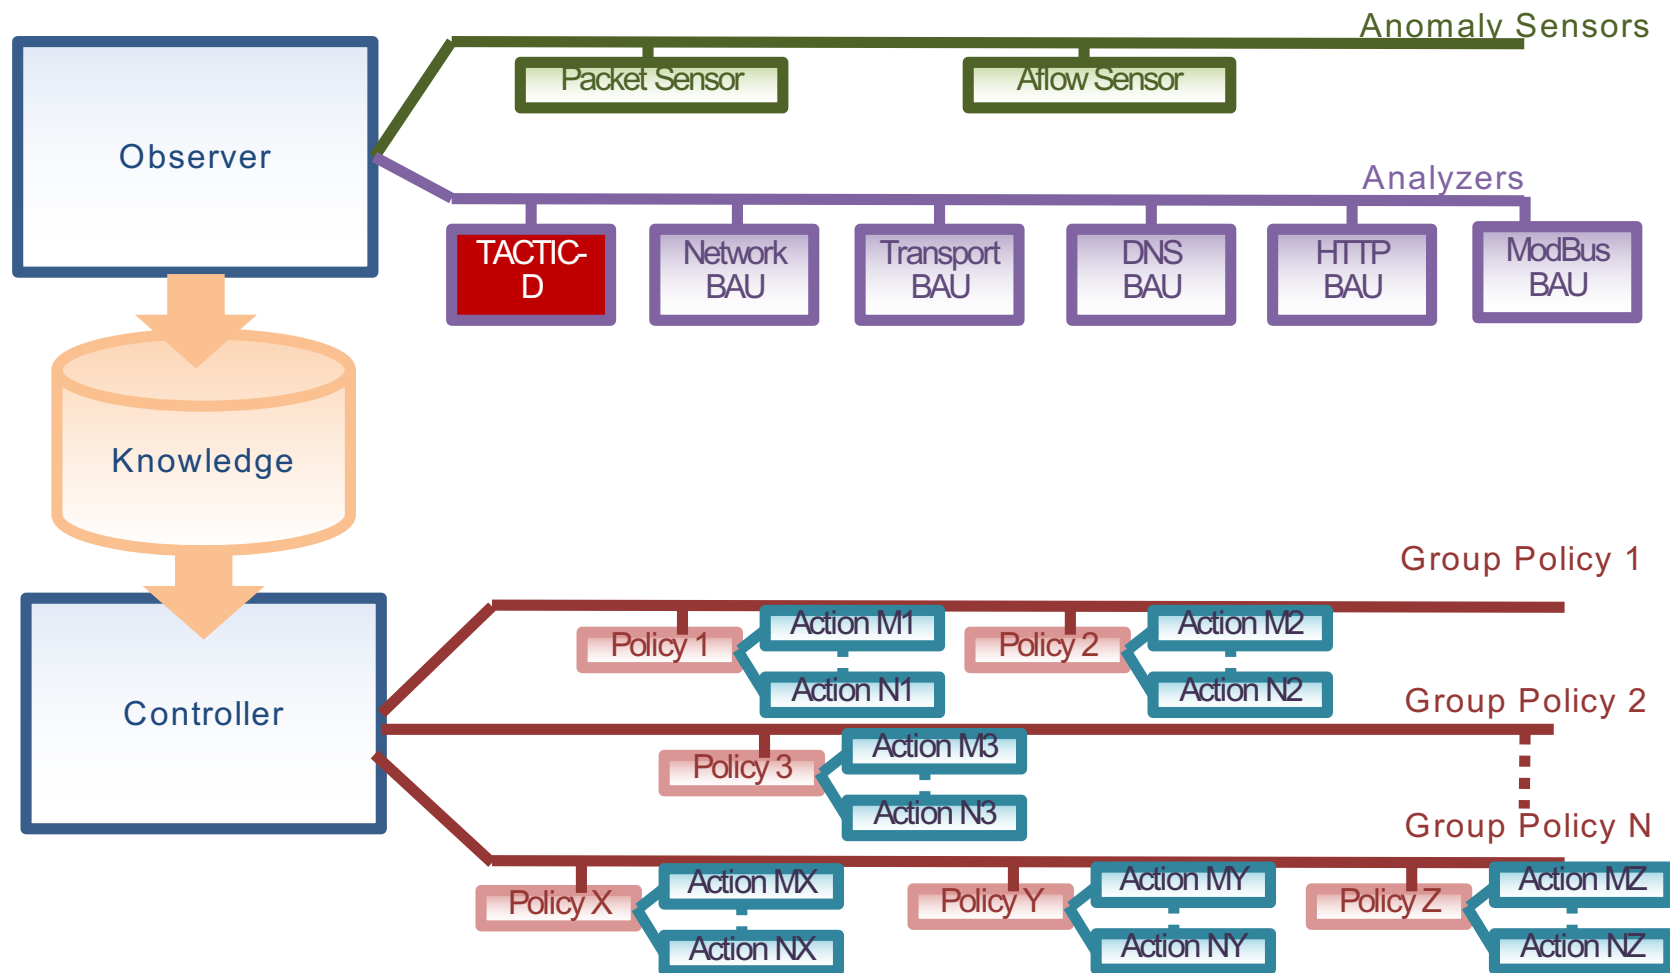 Anomaly Sensors
Packet Sensor
Aflow Sensor
Observer
Analyzers
TACTIC-
D
Network
BAU
Transport
BAU
DNS
BAU
HTTP
BAU
ModBus
BAU
Knowledge
Group Policy 1
Policy 1
Action M1
Action N1
Policy 2
Action M2
Action N2
Controller
Group Policy 2
Policy 3
Action M3
Action N3
Group Policy N
Policy X
Action MX
Action NX
Policy Y
Action MY
Action NY
Policy Z
Action MZ
Action NZ